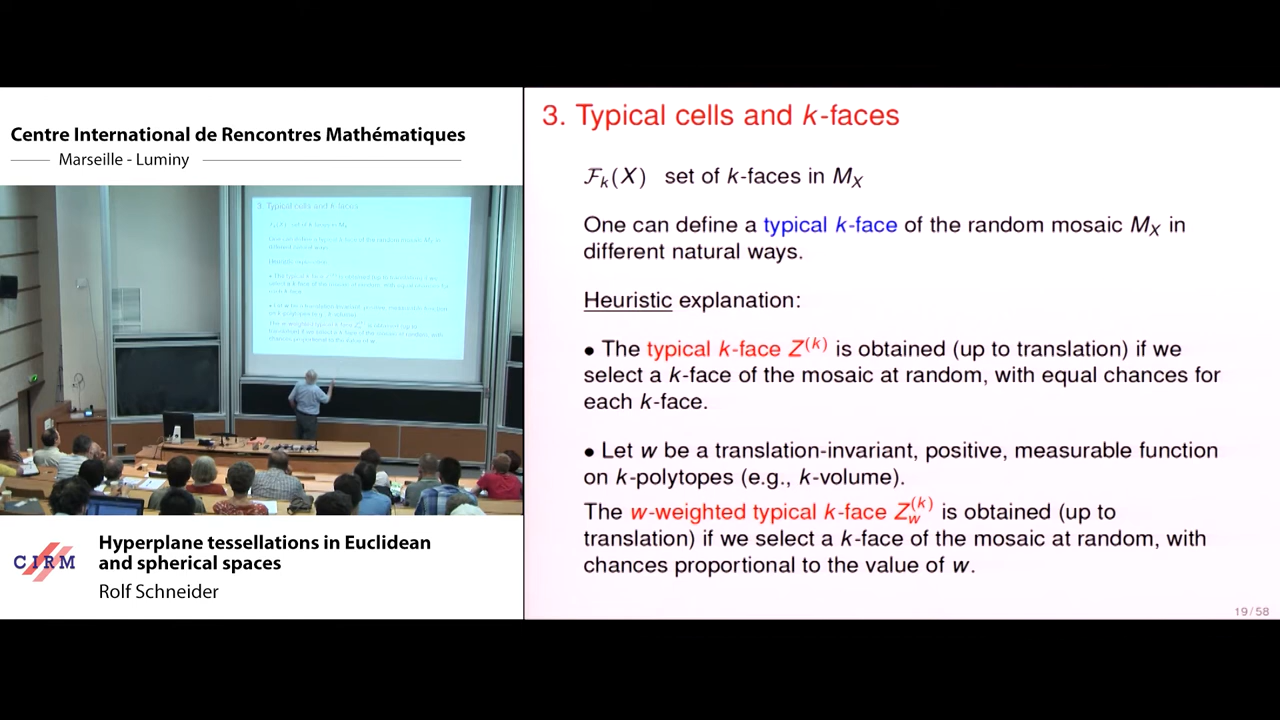 Centre International de Rencontres Mathématiques
Marseille - Luminy
CIRM
Hyperplane tessellations in Euclidean
and spherical spaces
Rolf Schneider
3. Typical cells and k-faces
𝓕ₖ(X) set of k-faces in M_X
One can define a typical k-face of the random mosaic M_X in
different natural ways.
Heuristic explanation:
• The typical k-face Z^(k) is obtained (up to translation) if we
select a k-face of the mosaic at random, with equal chances for
each k-face.
• Let w be a translation-invariant, positive, measurable function
on k-polytopes (e.g., k-volume).
The w-weighted typical k-face Z_w^(k) is obtained (up to
translation) if we select a k-face of the mosaic at random, with
chances proportional to the value of w.
19/58